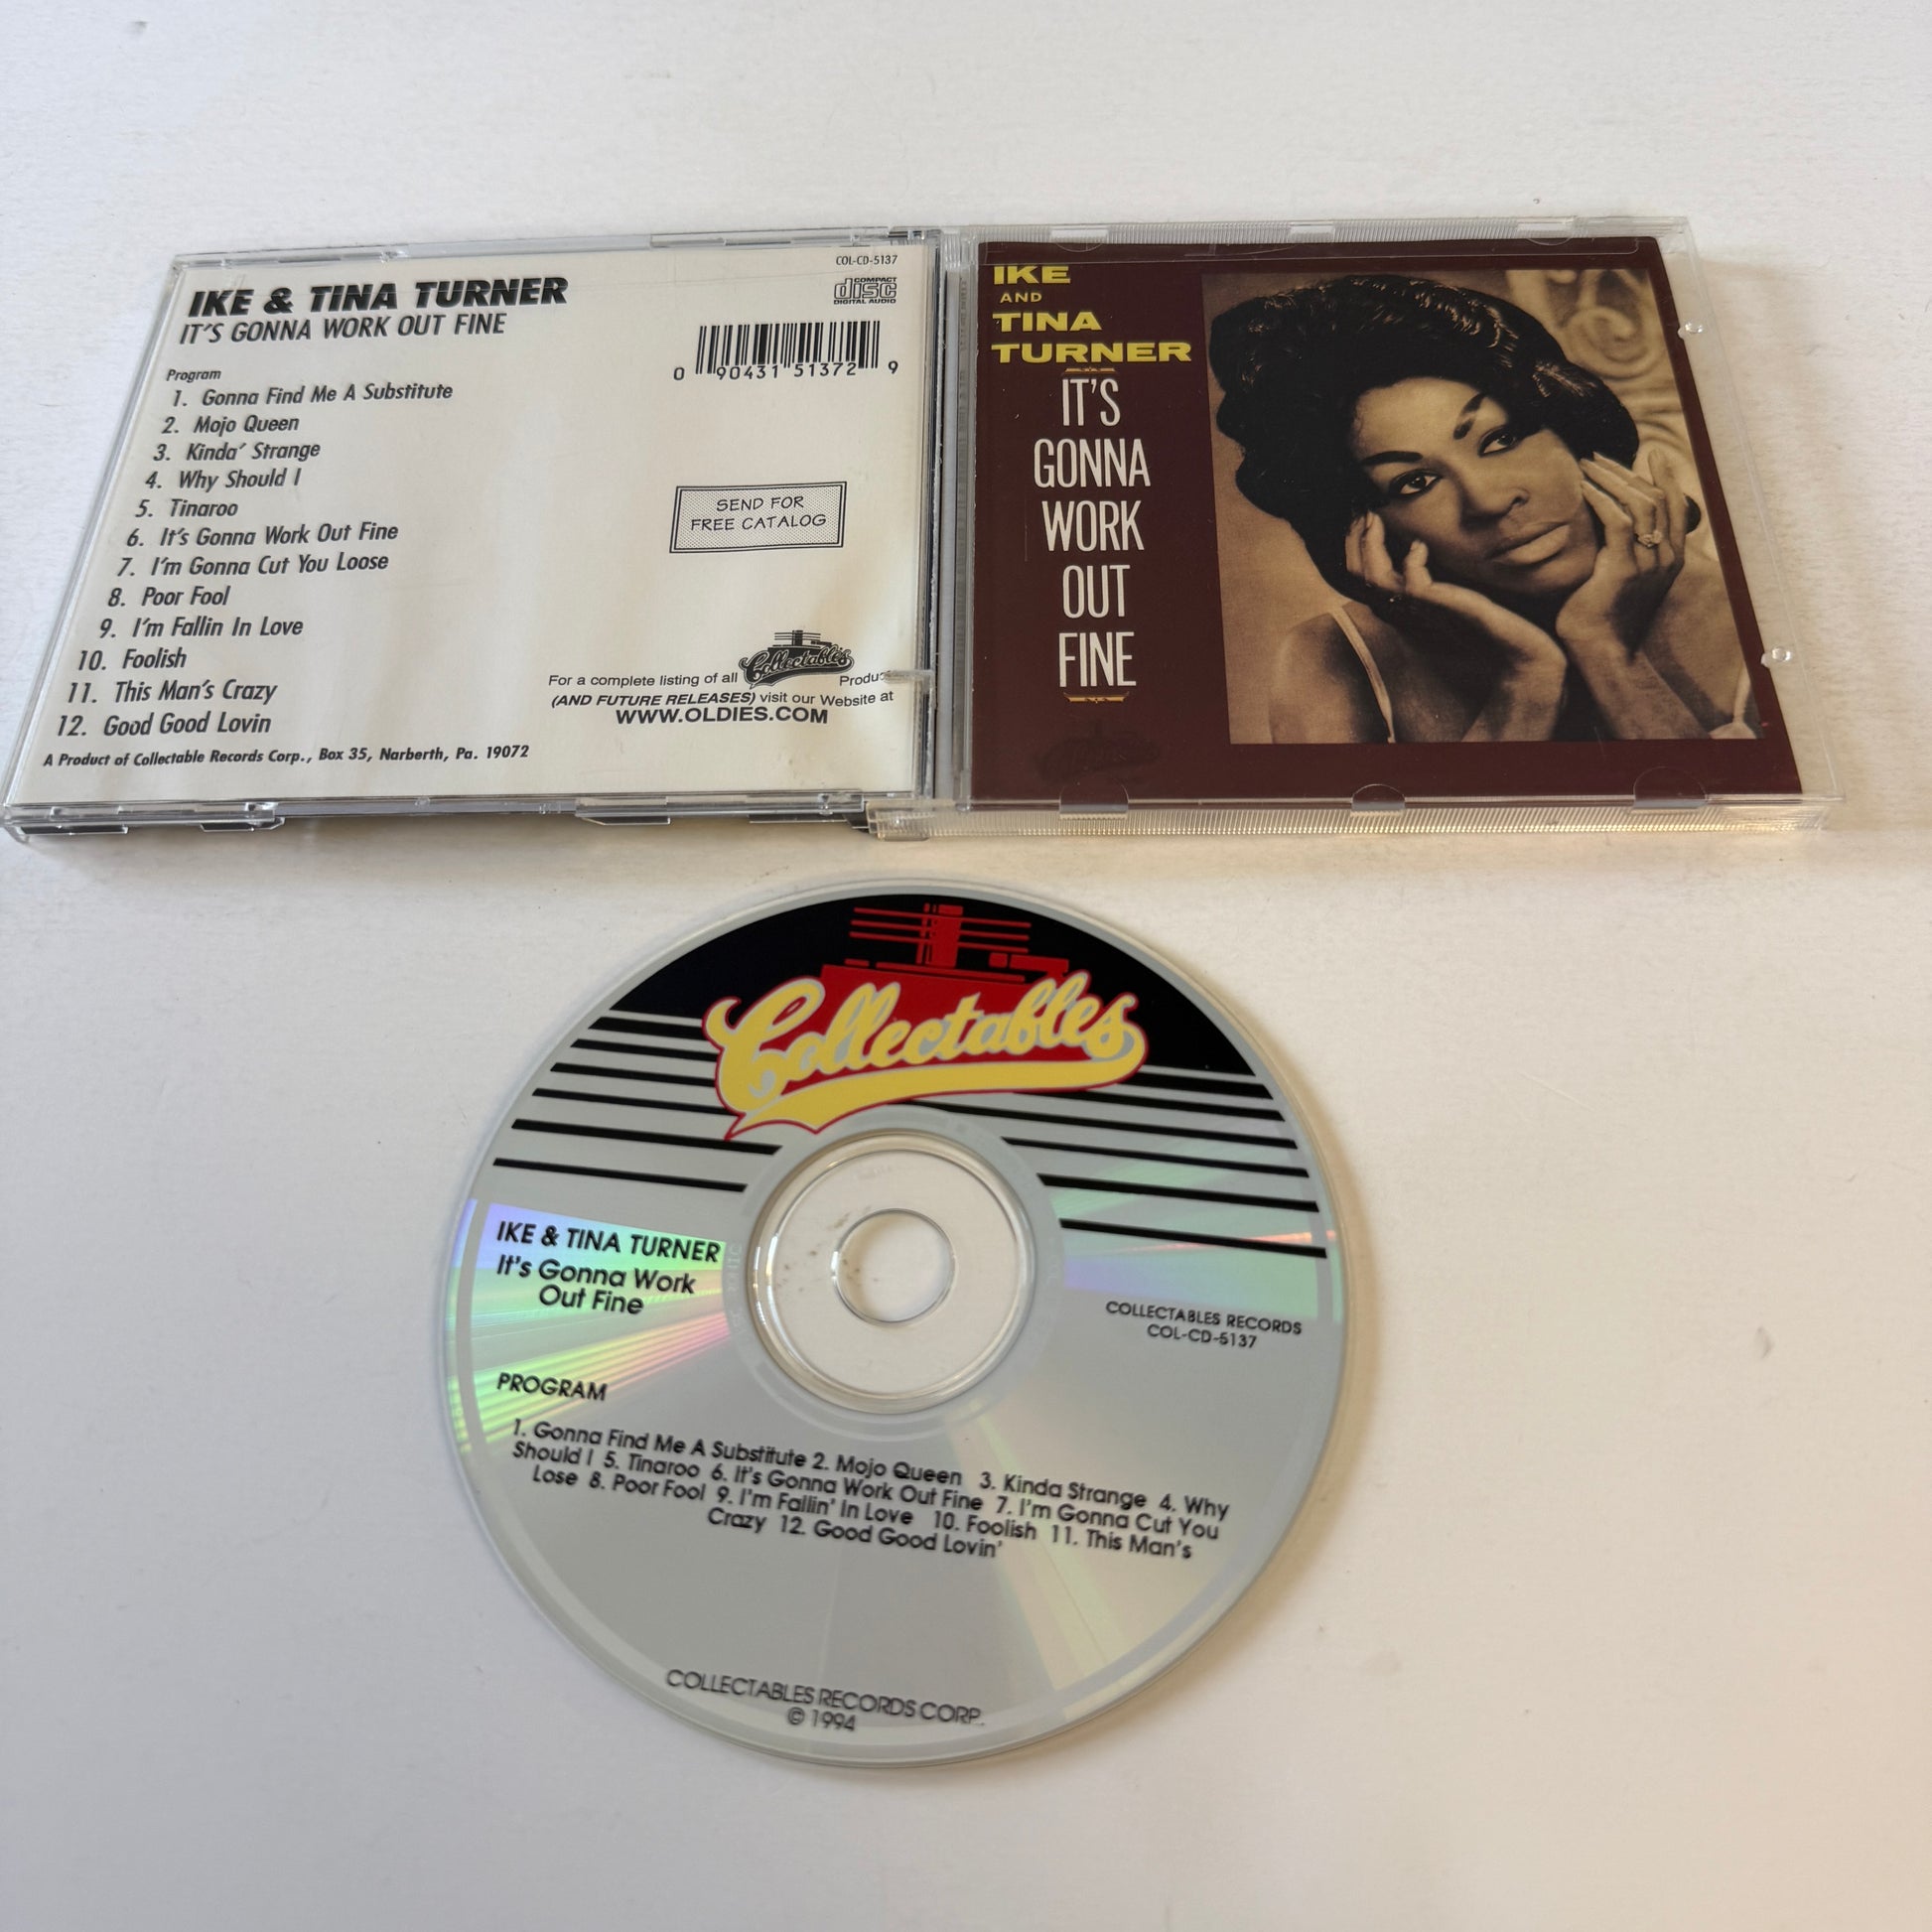 IKE & TINA TURNER
IT'S GONNA WORK OUT FINE
COL-CD-5137
COMPACT
disc
DIGITAL AUDIO
0 90431 51372 9
Program
1. Gonna Find Me A Substitute
2. Mojo Queen
3. Kinda' Strange
4. Why Should I
5. Tinaroo
6. It's Gonna Work Out Fine
7. I'm Gonna Cut You Loose
8. Poor Fool
9. I'm Fallin In Love
10. Foolish
11. This Man's Crazy
12. Good Good Lovin
SEND FOR
FREE CATALOG
For a complete listing of all Collectables Produ
(AND FUTURE RELEASES) visit our Website at
WWW.OLDIES.COM
A Product of Collectable Records Corp., Box 35, Narberth, Pa. 19072
IKE
AND
TINA
TURNER
IT'S
GONNA
WORK
OUT
FINE
Collectables
IKE & TINA TURNER
It's Gonna Work
Out Fine
COLLECTABLES RECORDS
COL-CD-5137
PROGRAM
1. Gonna Find Me A Substitute 2. Mojo Queen 3. Kinda Strange 4. Why
Should I 5. Tinaroo 6. It's Gonna Work Out Fine 7. I'm Gonna Cut You
Lose 8. Poor Fool 9. I'm Fallin' In Love 10. Foolish 11. This Man's
Crazy 12. Good Good Lovin'
COLLECTABLES RECORDS CORP.
© 1994